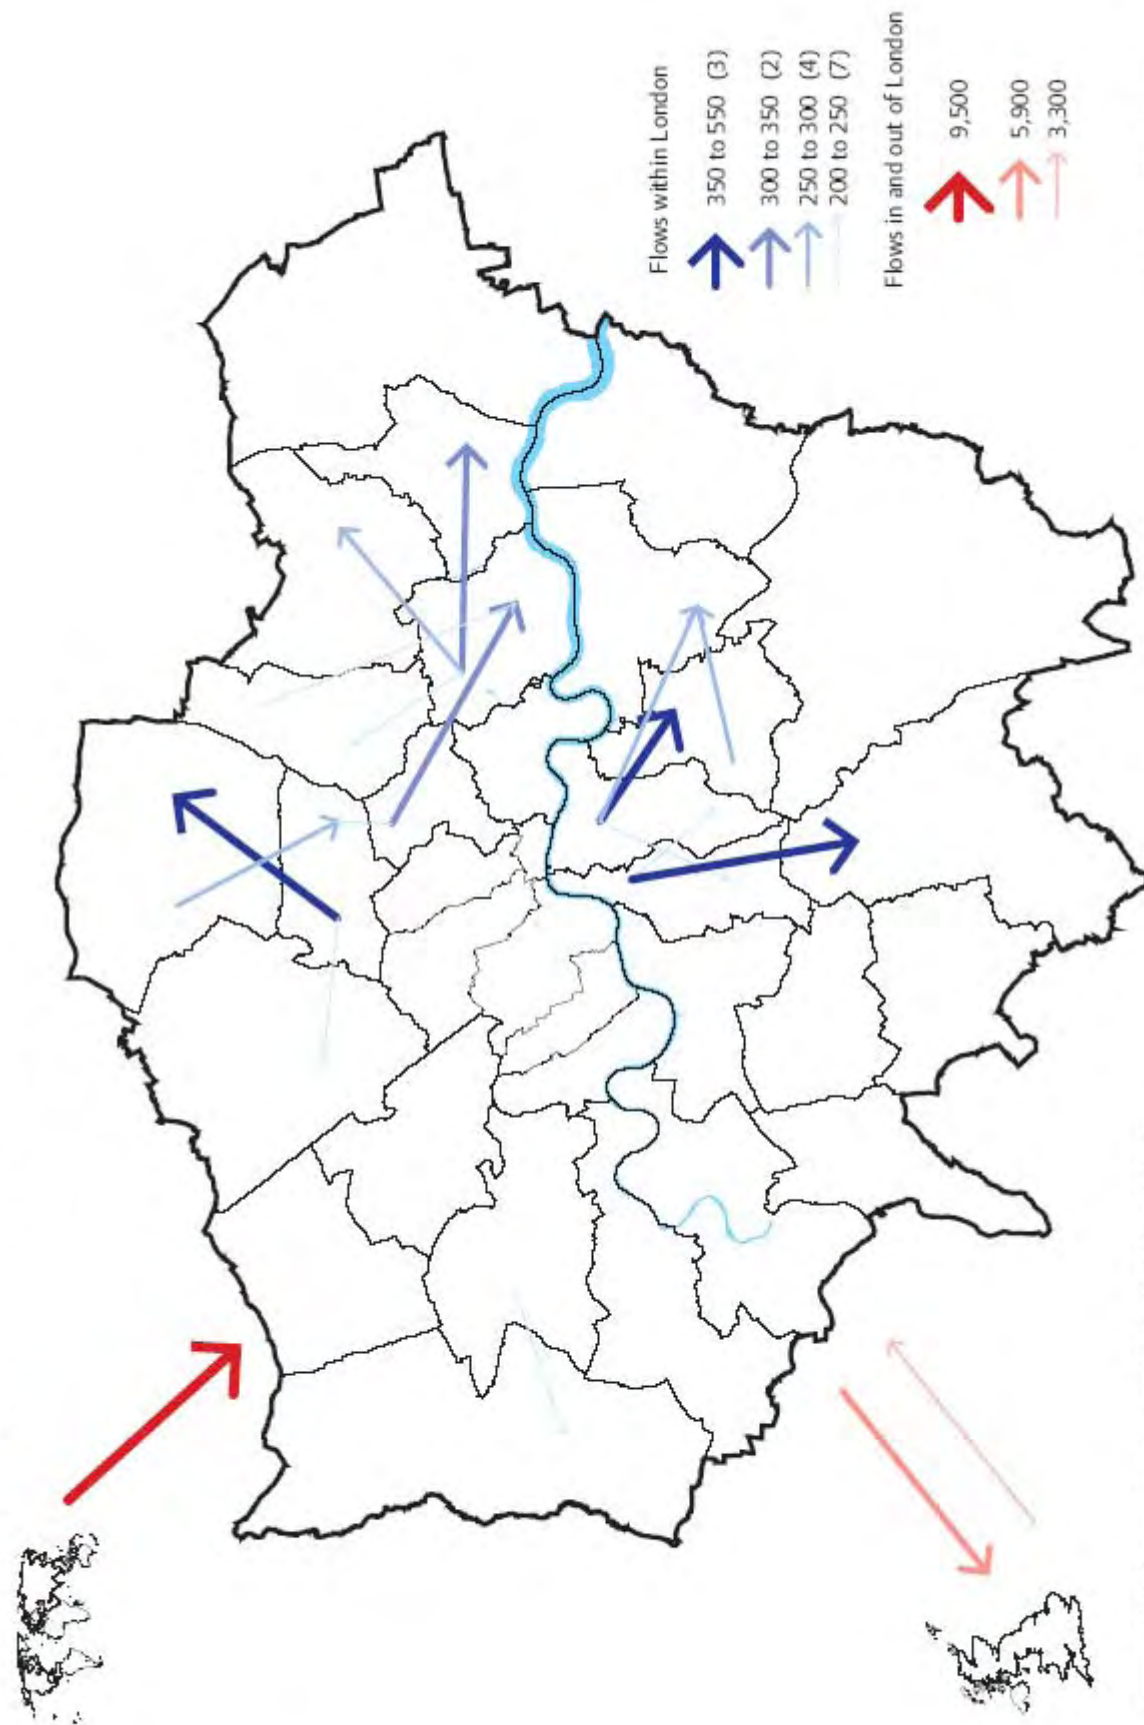 Flows within London
350 to 550 (3)
300 to 350 (2)
250 to 300 (4)
200 to 250 (7)
Flows in and out of London
9,500
5,900
3,300